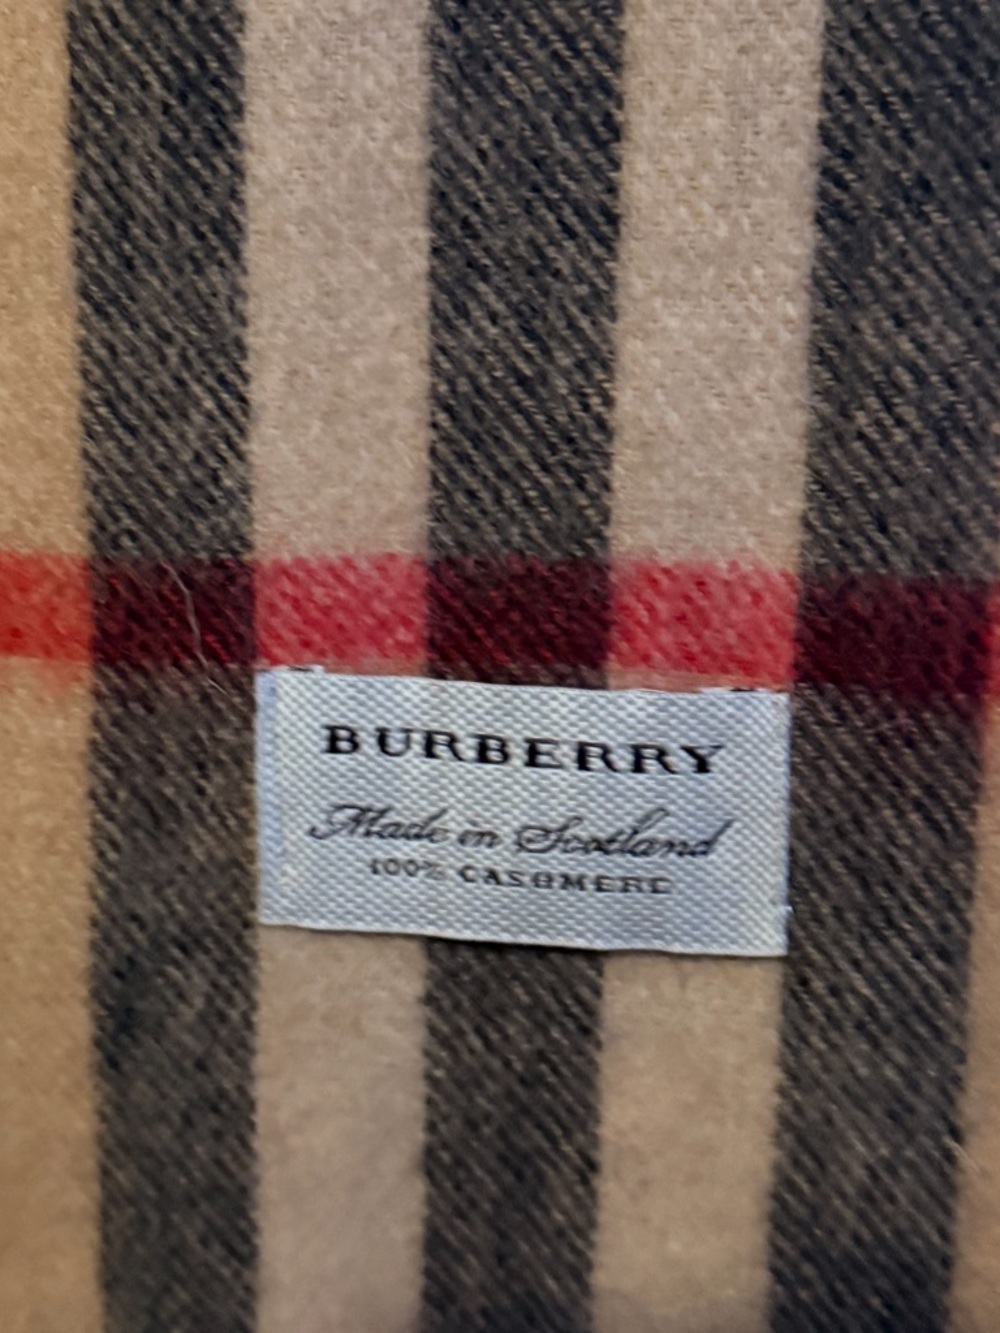 BURBERRY
Made in Scotland
100% CASHMERE